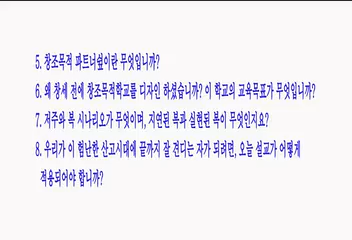 5. 창조목적 파트너쉽이란 무엇입니까?
6. 왜 창세 전에 창조목적학교를 디자인 하셨습니까? 이 학교의 교육목표가 무엇입니까?
7. 저주와 복 시나리오가 무엇이며, 지연된 복과 실현된 복이 무엇인지요?
8. 우리가 이 험난한 산고시대에 끝까지 잘 견디는 자가 되려면, 오늘 설교가 어떻게
적용되어야 합니까?